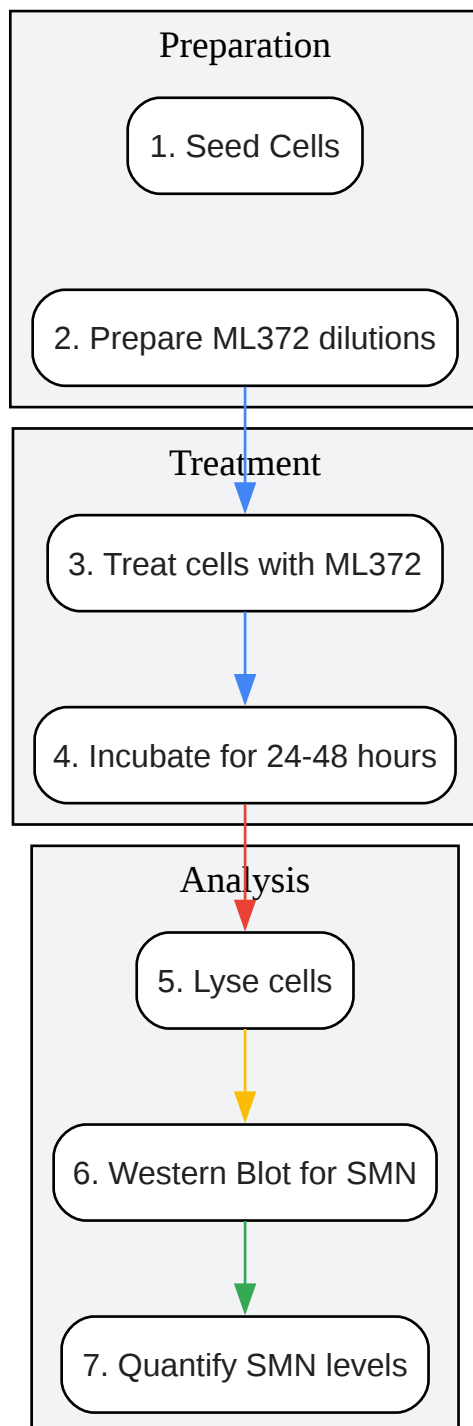 Preparation
1. Seed Cells
2. Prepare ML372 dilutions
Treatment
3. Treat cells with ML372
4. Incubate for 24-48 hours
Analysis
5. Lyse cells
6. Western Blot for SMN
7. Quantify SMN levels